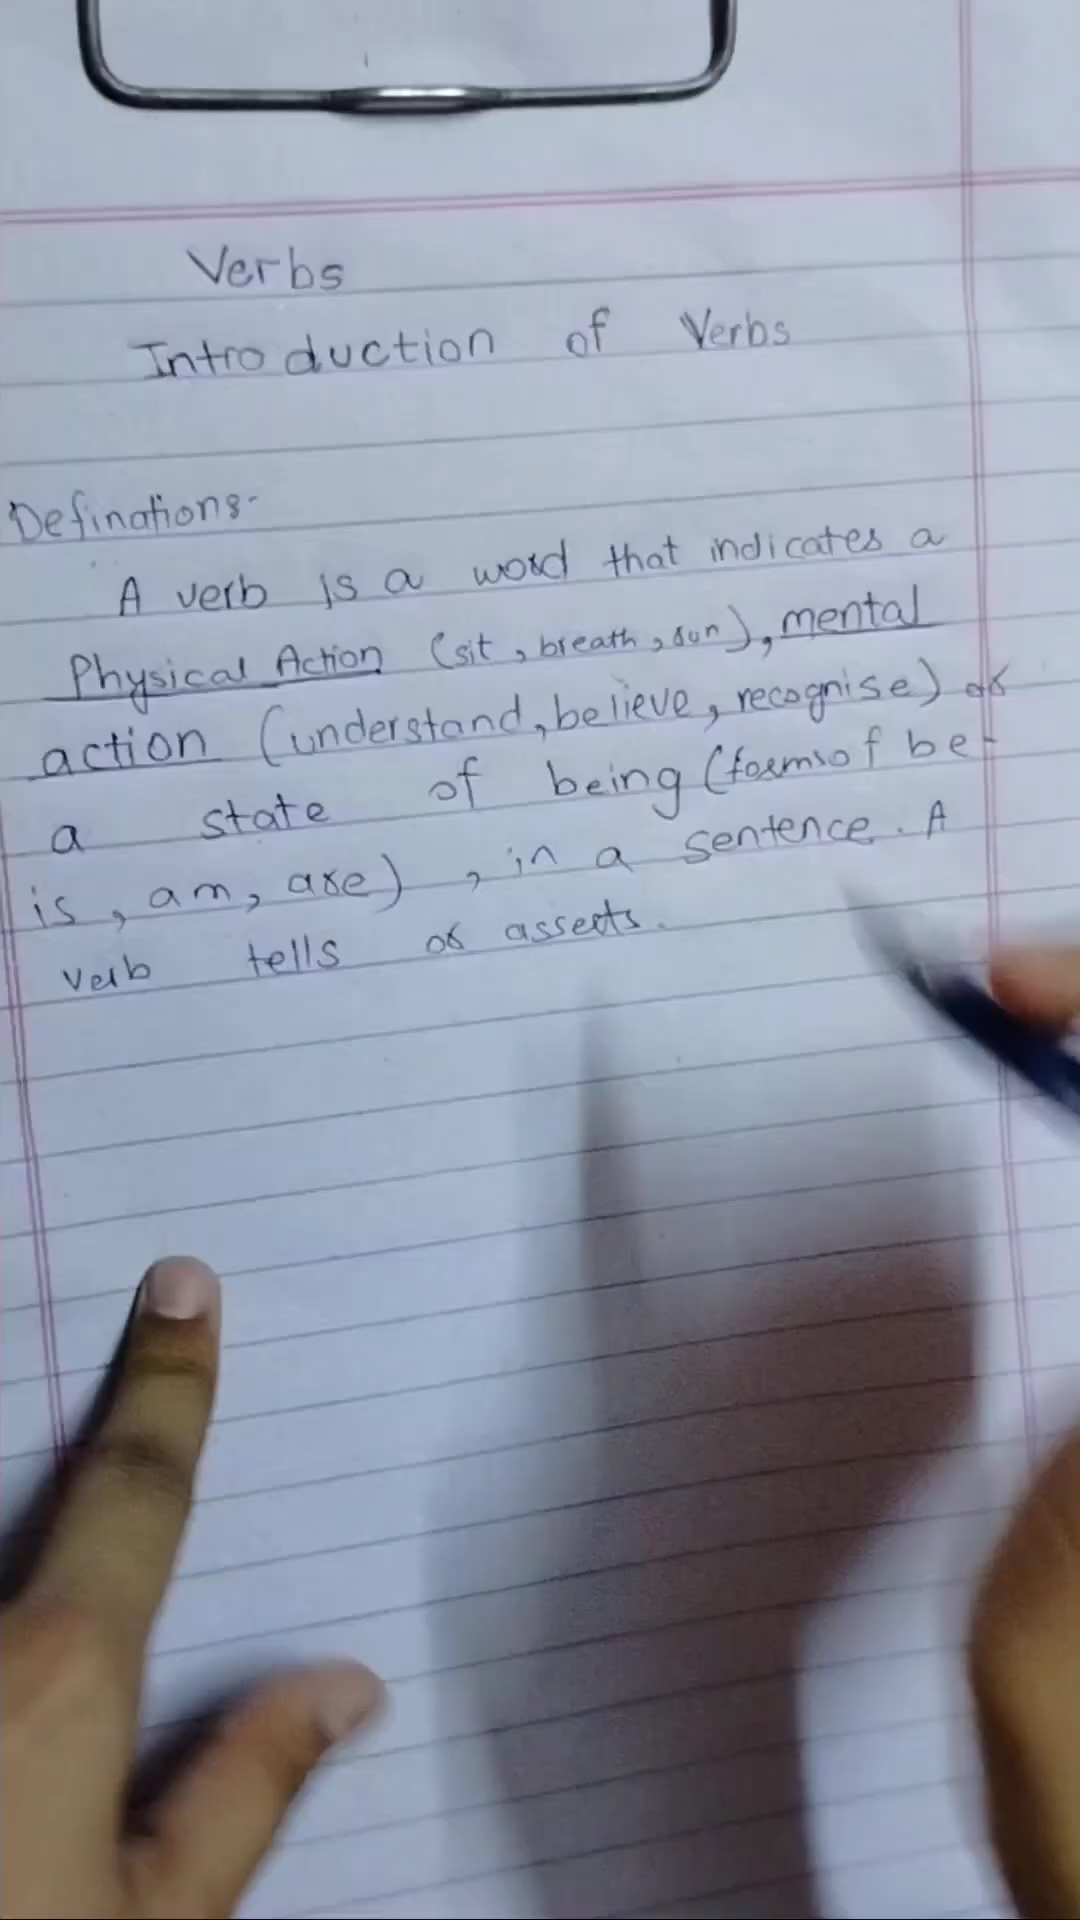 Verbs
Introduction of Verbs
Definations-
A verb is a word that indicates a
Physical Action (sit, breath, run), mental
action (understand, believe, recognise) or
a state of being (forms of be-
is, am, are), in a sentence. A
verb tells or asserts.